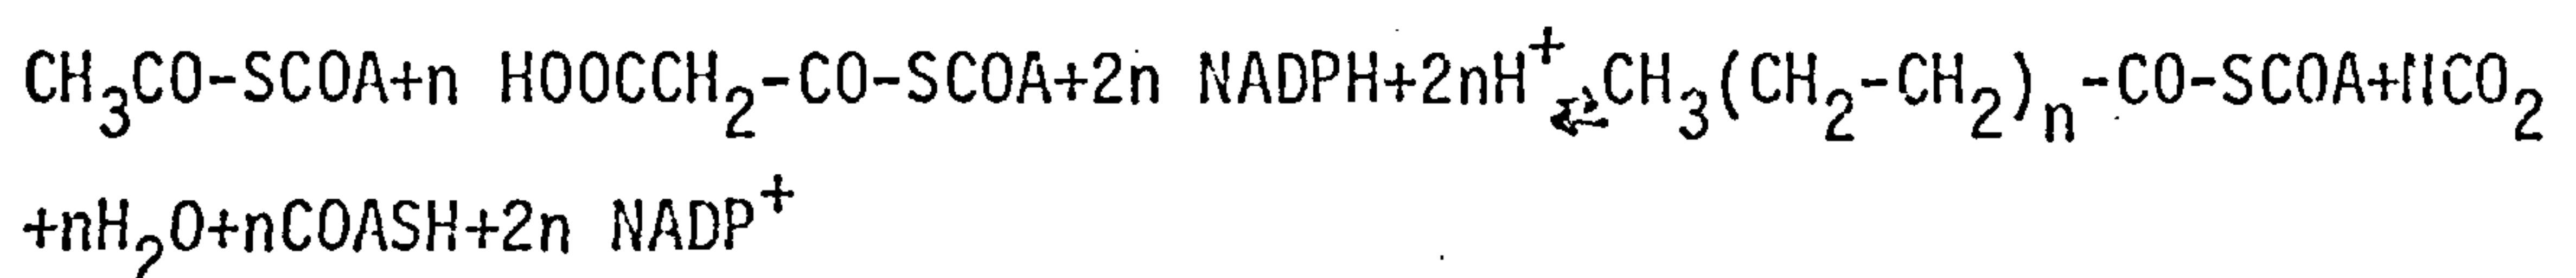 CH₃CO-SCOA+n HOOCCH₂-CO-SCOA+2n NADPH+2nH⁺⇄CH₃(CH₂-CH₂)ₙ-CO-SCOA+NCO₂
+nH₂O+nCOASH+2n NADP⁺